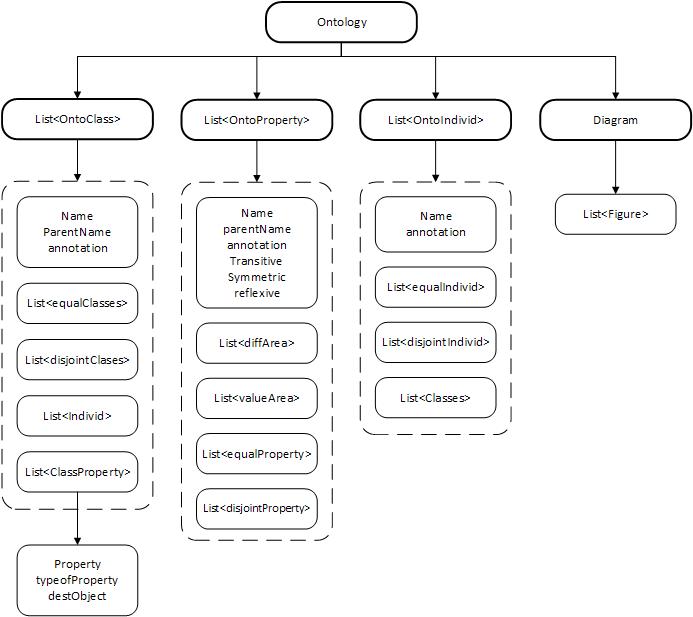 Ontology
List<OntoClass>
List<OntoProperty>
List<OntoIndivid>
Diagram
Name
ParentName
annotation
List<equalClasses>
List<disjointClases>
List<Individ>
List<ClassProperty>
Property
typeofProperty
destObject
Name
parentName
annotation
Transitive
Symmetric
reflexive
List<diffArea>
List<valueArea>
List<equalProperty>
List<disjointProperty>
Name
annotation
List<equalIndivid>
List<disjointIndivid>
List<Classes>
List<Figure>